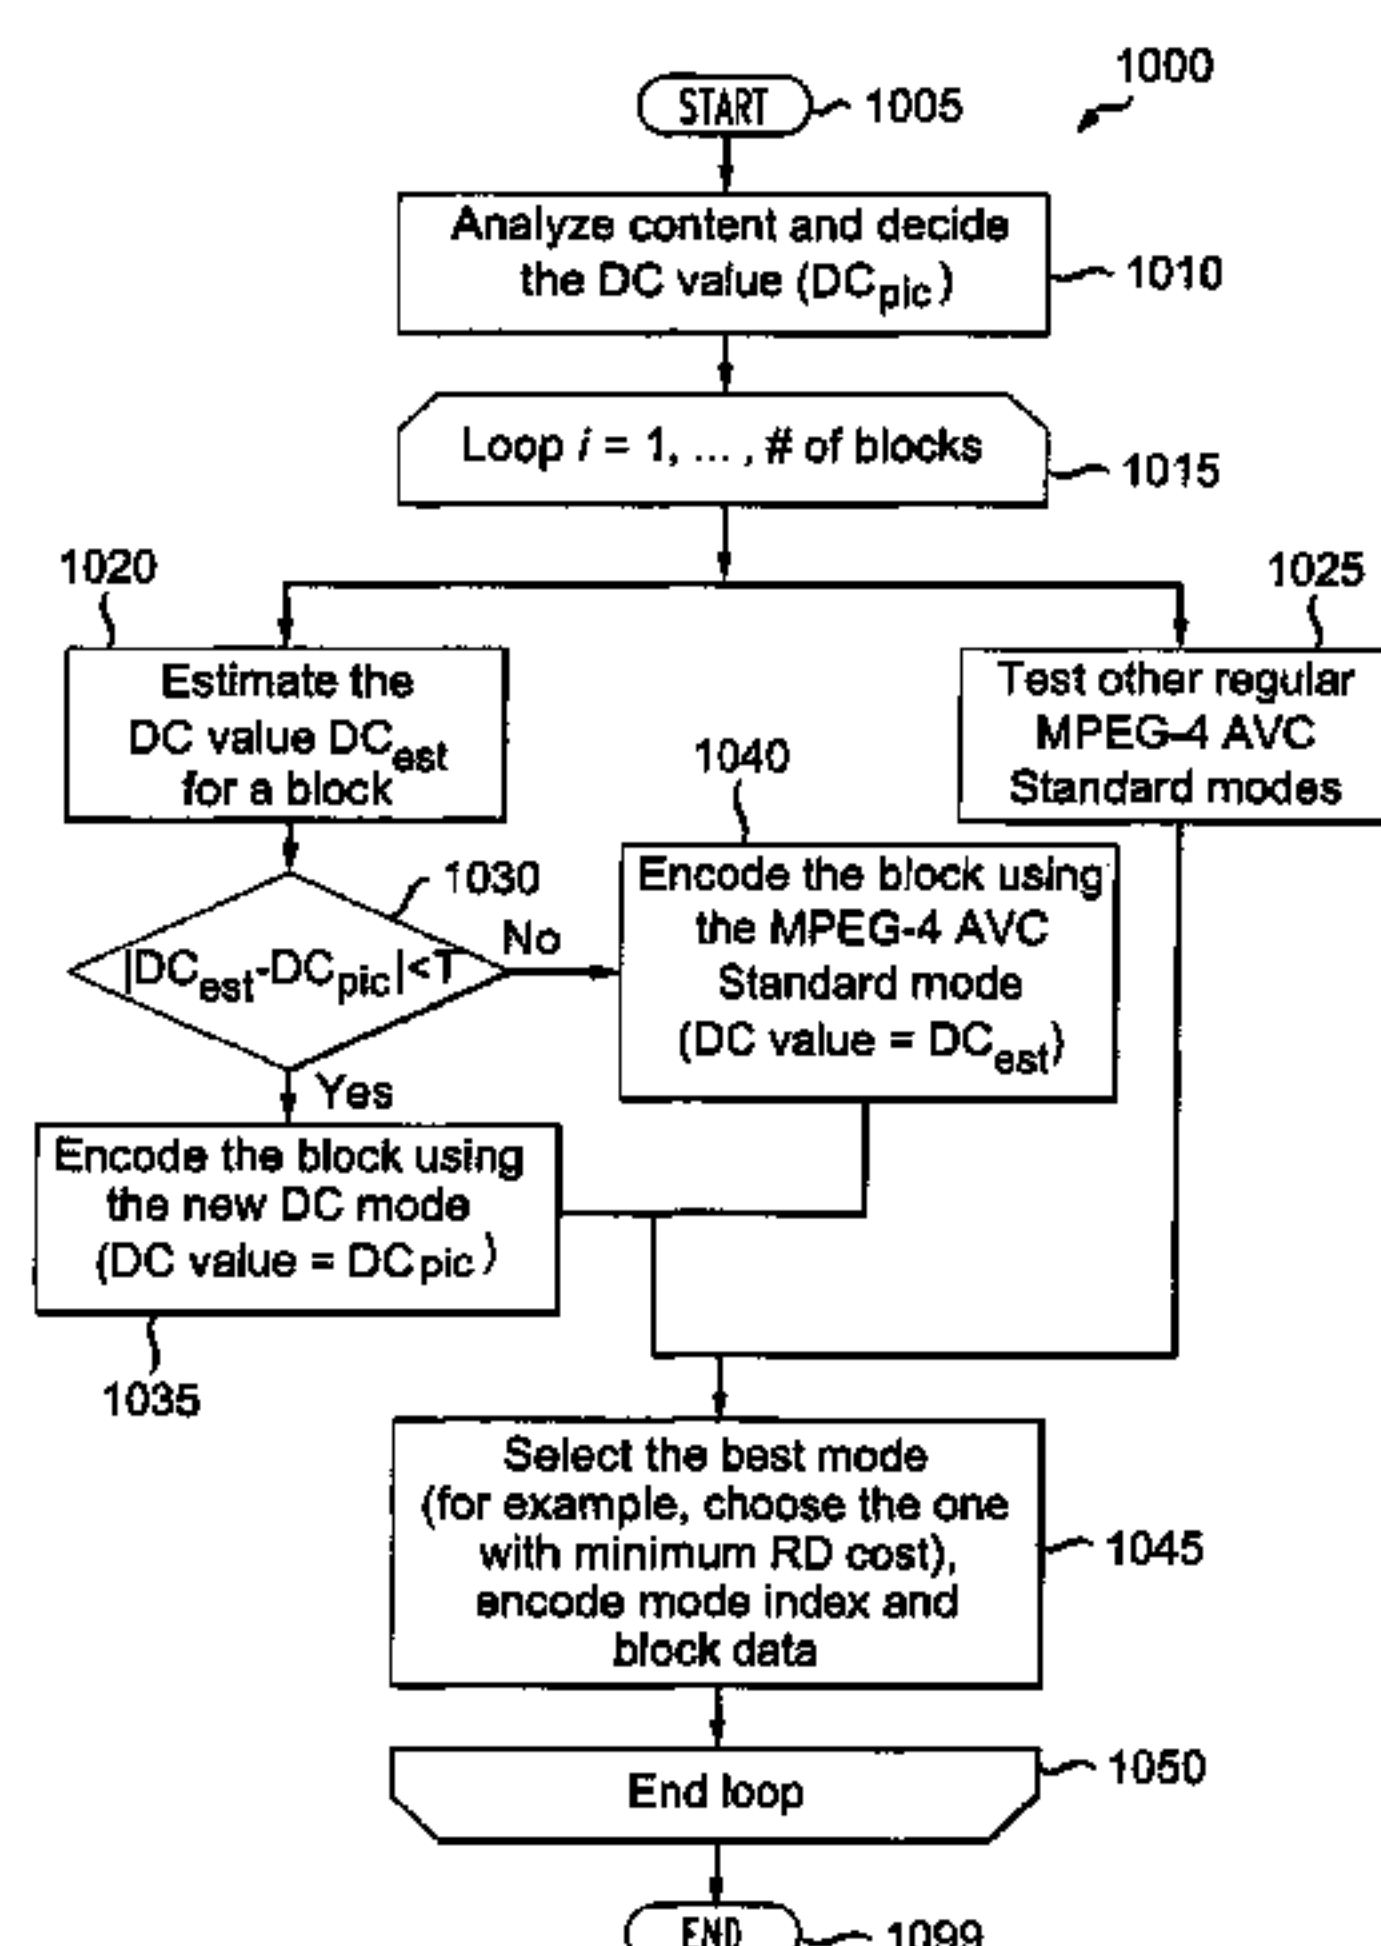 1000
START
1005
Analyze content and decide
the DC value (DCpic)
1010
Loop i = 1, ... , # of blocks
1015
1020
Estimate the
DC value DCest
for a block
1025
Test other regular
MPEG-4 AVC
Standard modes
1030
|DCest-DCpic|<T
No
Yes
1040
Encode the block using
the MPEG-4 AVC
Standard mode
(DC value = DCest)
Encode the block using
the new DC mode
(DC value = DCpic)
1035
Select the best mode
(for example, choose the one
with minimum RD cost),
encode mode index and
block data
1045
End loop
1050
END
1099